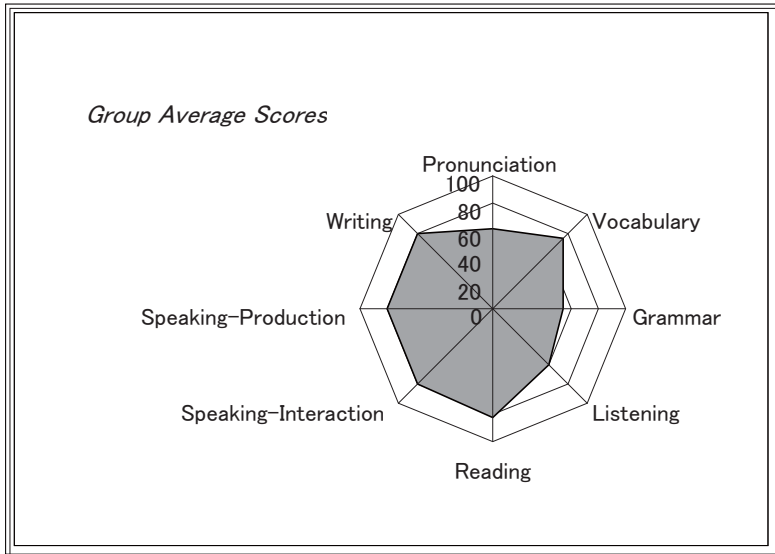 Group Average Scores
Pronunciation
100
80
60
40
20
0
Writing
Vocabulary
Speaking-Production
Grammar
Speaking-Interaction
Listening
Reading